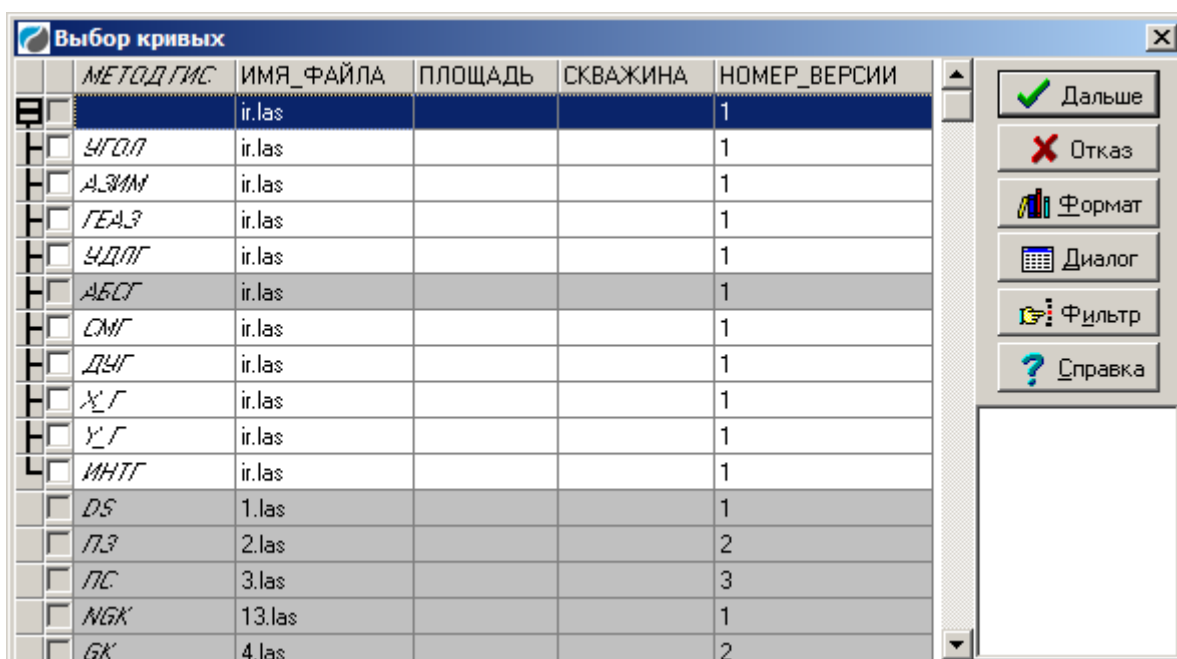 Выбор кривых
МЕТОД ГИС ИМЯ_ФАЙЛА ПЛОЩАДЬ СКВАЖИНА НОМЕР_ВЕРСИИ
ir.las 1
УГОЛ ir.las 1
АЗИМ ir.las 1
ГЕАЗ ir.las 1
УДЛГ ir.las 1
АБСГ ir.las 1
СМГ ir.las 1
ДУГ ir.las 1
X_Г ir.las 1
Y_Г ir.las 1
ИНТГ ir.las 1
DS 1.las 1
ПЗ 2.las 2
ПС 3.las 3
NGK 13.las 1
GK 4.las 2
Дальше
Отказ
Формат
Диалог
Фильтр
Справка